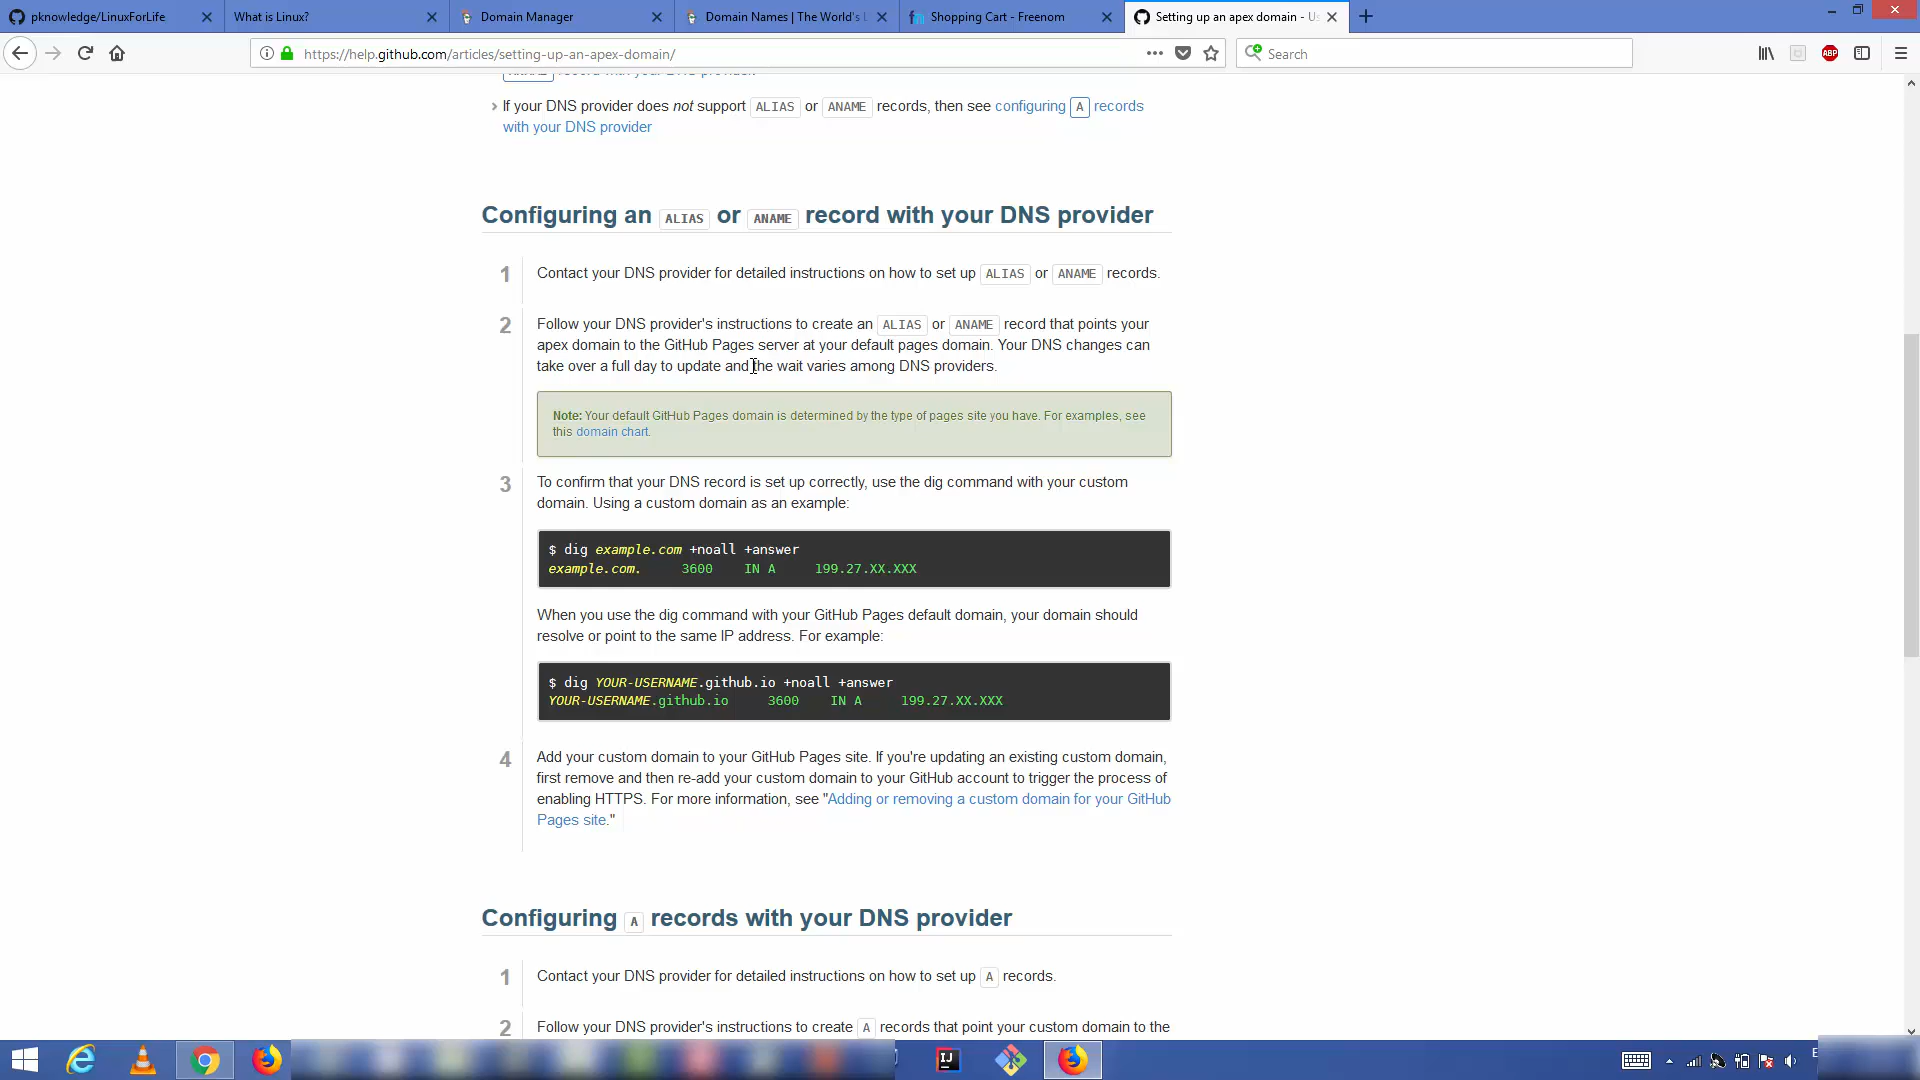 pknowledge/LinuxForLife
What is Linux?
Domain Manager
Domain Names | The World's
Shopping Cart - Freenom
Setting up an apex domain - Us
https://help.github.com/articles/setting-up-an-apex-domain/
Search
ABP
record with your DNS provider.
If your DNS provider does not support ALIAS or ANAME records, then see configuring A records
with your DNS provider
Configuring an ALIAS or ANAME record with your DNS provider
1 Contact your DNS provider for detailed instructions on how to set up ALIAS or ANAME records.
2 Follow your DNS provider's instructions to create an ALIAS or ANAME record that points your
apex domain to the GitHub Pages server at your default pages domain. Your DNS changes can
take over a full day to update and the wait varies among DNS providers.
Note: Your default GitHub Pages domain is determined by the type of pages site you have. For examples, see
this domain chart.
3 To confirm that your DNS record is set up correctly, use the dig command with your custom
domain. Using a custom domain as an example:
$ dig example.com +noall +answer
example.com. 3600 IN A 199.27.XX.XXX
When you use the dig command with your GitHub Pages default domain, your domain should
resolve or point to the same IP address. For example:
$ dig YOUR-USERNAME.github.io +noall +answer
YOUR-USERNAME.github.io 3600 IN A 199.27.XX.XXX
4 Add your custom domain to your GitHub Pages site. If you're updating an existing custom domain,
first remove and then re-add your custom domain to your GitHub account to trigger the process of
enabling HTTPS. For more information, see "Adding or removing a custom domain for your GitHub
Pages site."
Configuring A records with your DNS provider
1 Contact your DNS provider for detailed instructions on how to set up A records.
2 Follow your DNS provider's instructions to create A records that point your custom domain to the
IJ